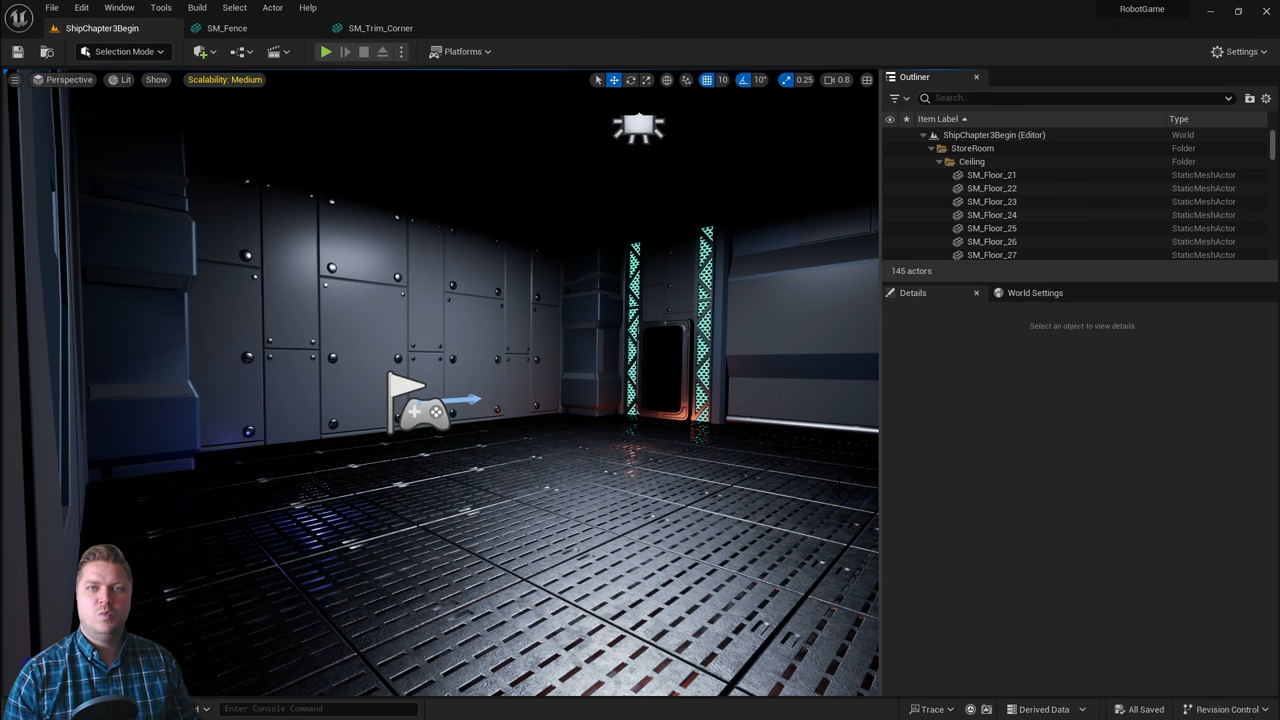 File Edit Window Tools Build Select Actor Help
RobotGame
ShipChapter3Begin SM_Fence SM_Trim_Corner
Selection Mode Platforms Settings
Perspective Lit Show Scalability: Medium 10 10° 0.25 0.8
Outliner
Search...
Item Label Type
ShipChapter3Begin (Editor) World
StoreRoom Folder
Ceiling Folder
SM_Floor_21 StaticMeshActor
SM_Floor_22 StaticMeshActor
SM_Floor_23 StaticMeshActor
SM_Floor_24 StaticMeshActor
SM_Floor_25 StaticMeshActor
SM_Floor_26 StaticMeshActor
SM_Floor_27 StaticMeshActor
145 actors
Details World Settings
Select an object to view details.
Enter Console Command Trace Derived Data All Saved Revision Control